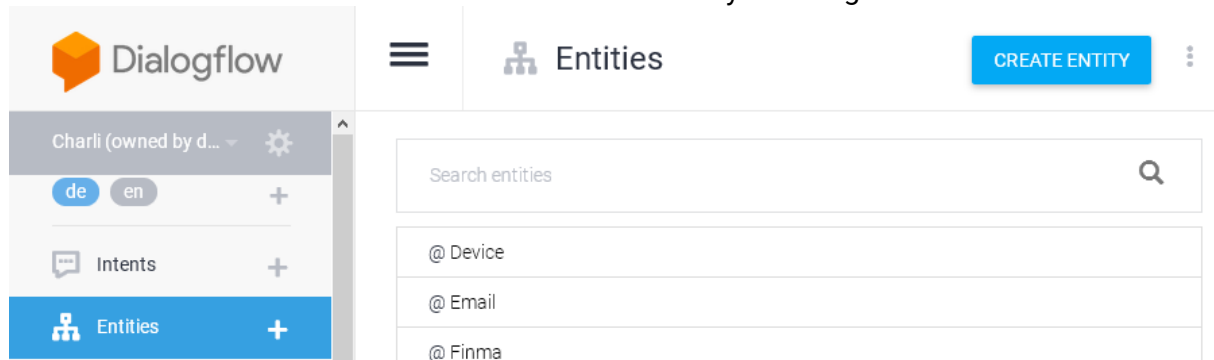 Dialogflow
Entities
CREATE ENTITY
Charli (owned by d...
de en
Search entities
Intents
@ Device
@ Email
Entities
@ Finma